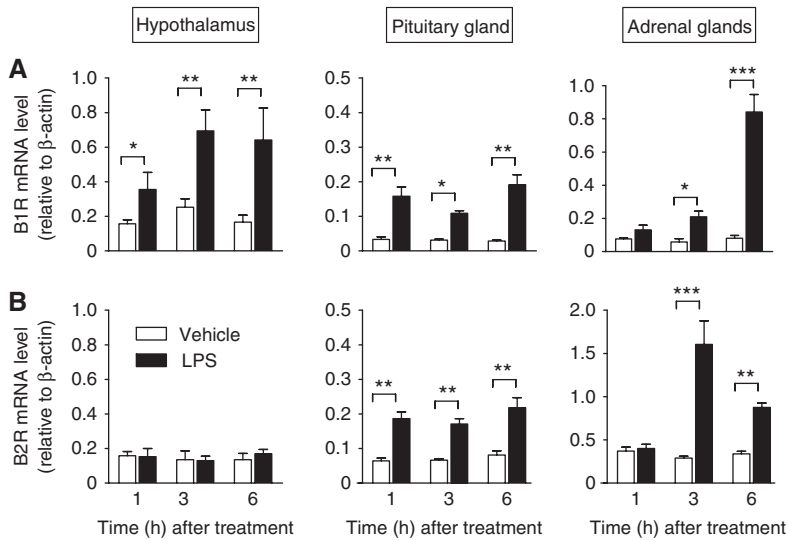 Hypothalamus
Pituitary gland
Adrenal glands
A
B1R mRNA level
(relative to β-actin)
1.0
0.8
0.6
0.4
0.2
0
*
**
**
0.5
0.4
0.3
0.2
0.1
0
**
*
**
1.0
0.8
0.6
0.4
0.2
0
*
***
B
B2R mRNA level
(relative to β-actin)
1.0
0.8
0.6
0.4
0.2
0
Vehicle
LPS
1 3 6
Time (h) after treatment
0.5
0.4
0.3
0.2
0.1
0
**
**
**
1 3 6
Time (h) after treatment
2.0
1.5
1.0
0.5
0
***
**
1 3 6
Time (h) after treatment